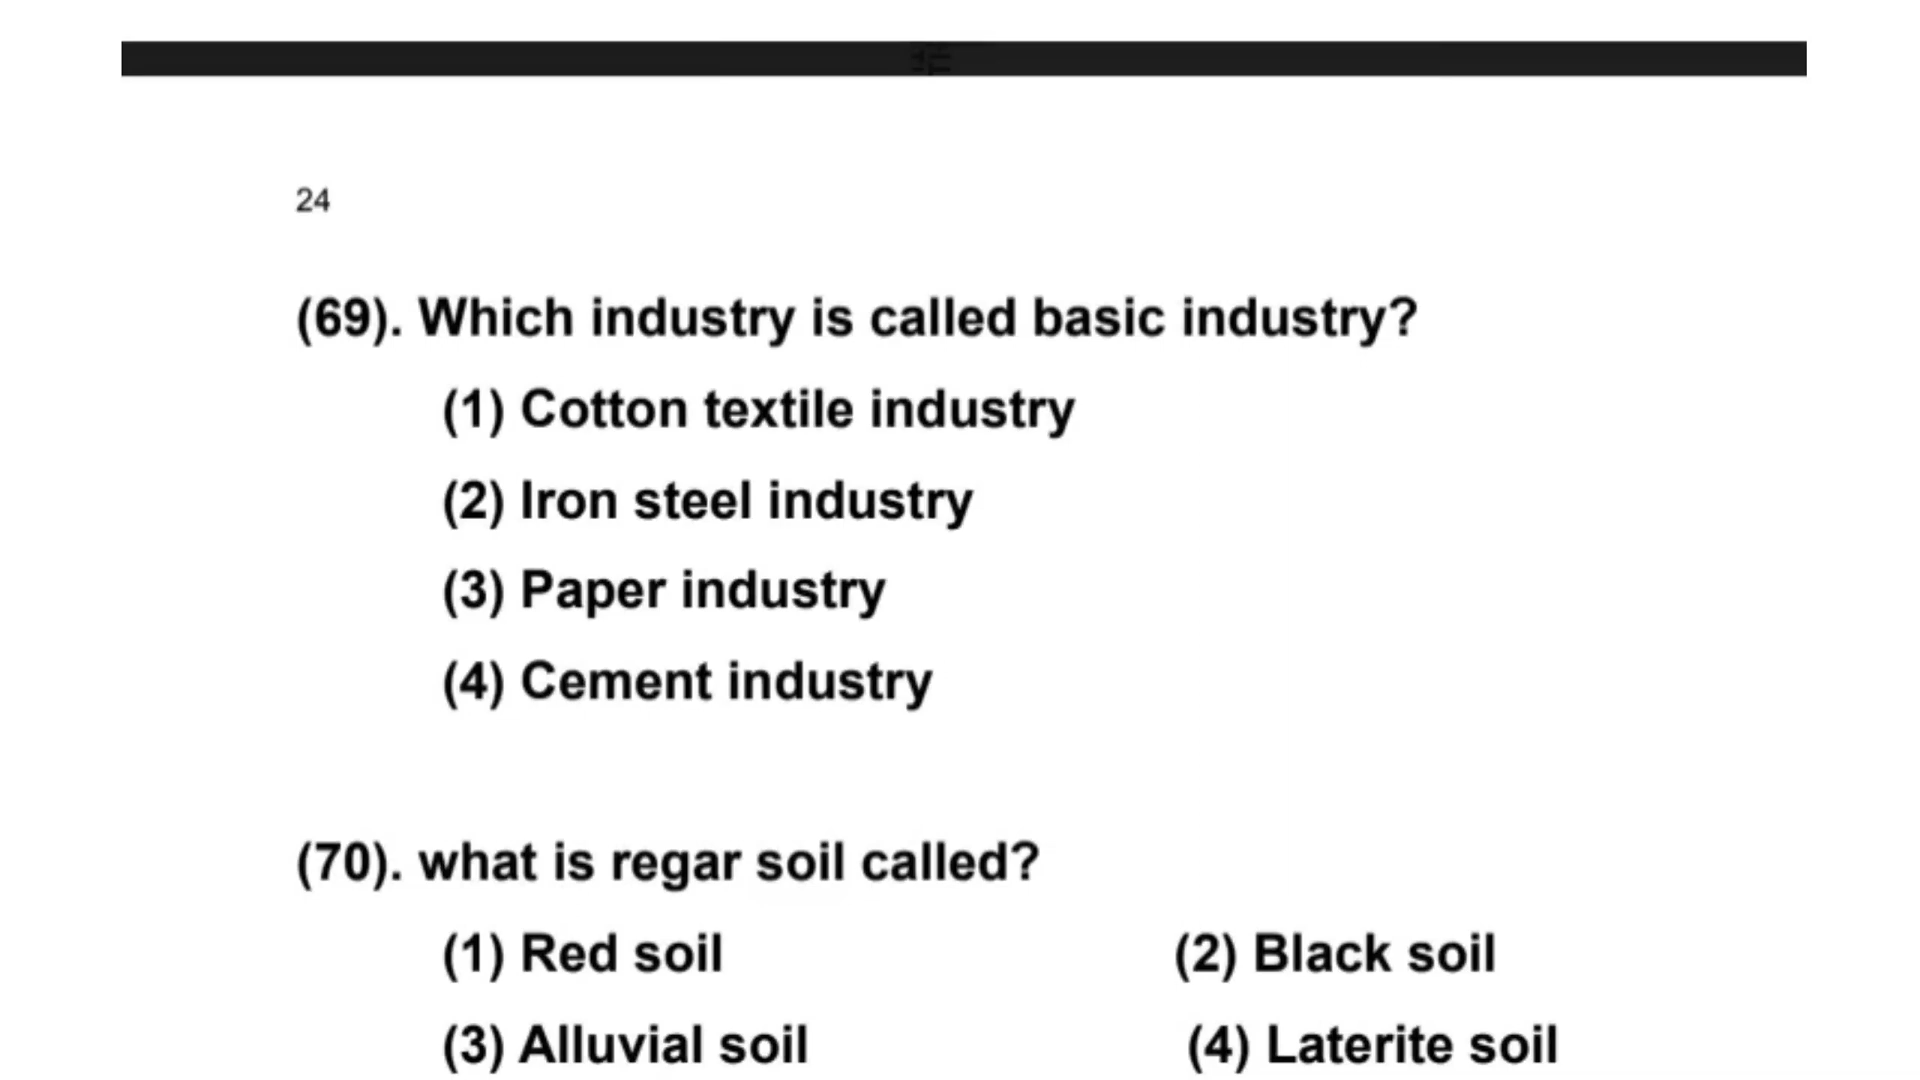 24
(69). Which industry is called basic industry?
(1) Cotton textile industry
(2) Iron steel industry
(3) Paper industry
(4) Cement industry
(70). what is regar soil called?
(1) Red soil (2) Black soil
(3) Alluvial soil (4) Laterite soil